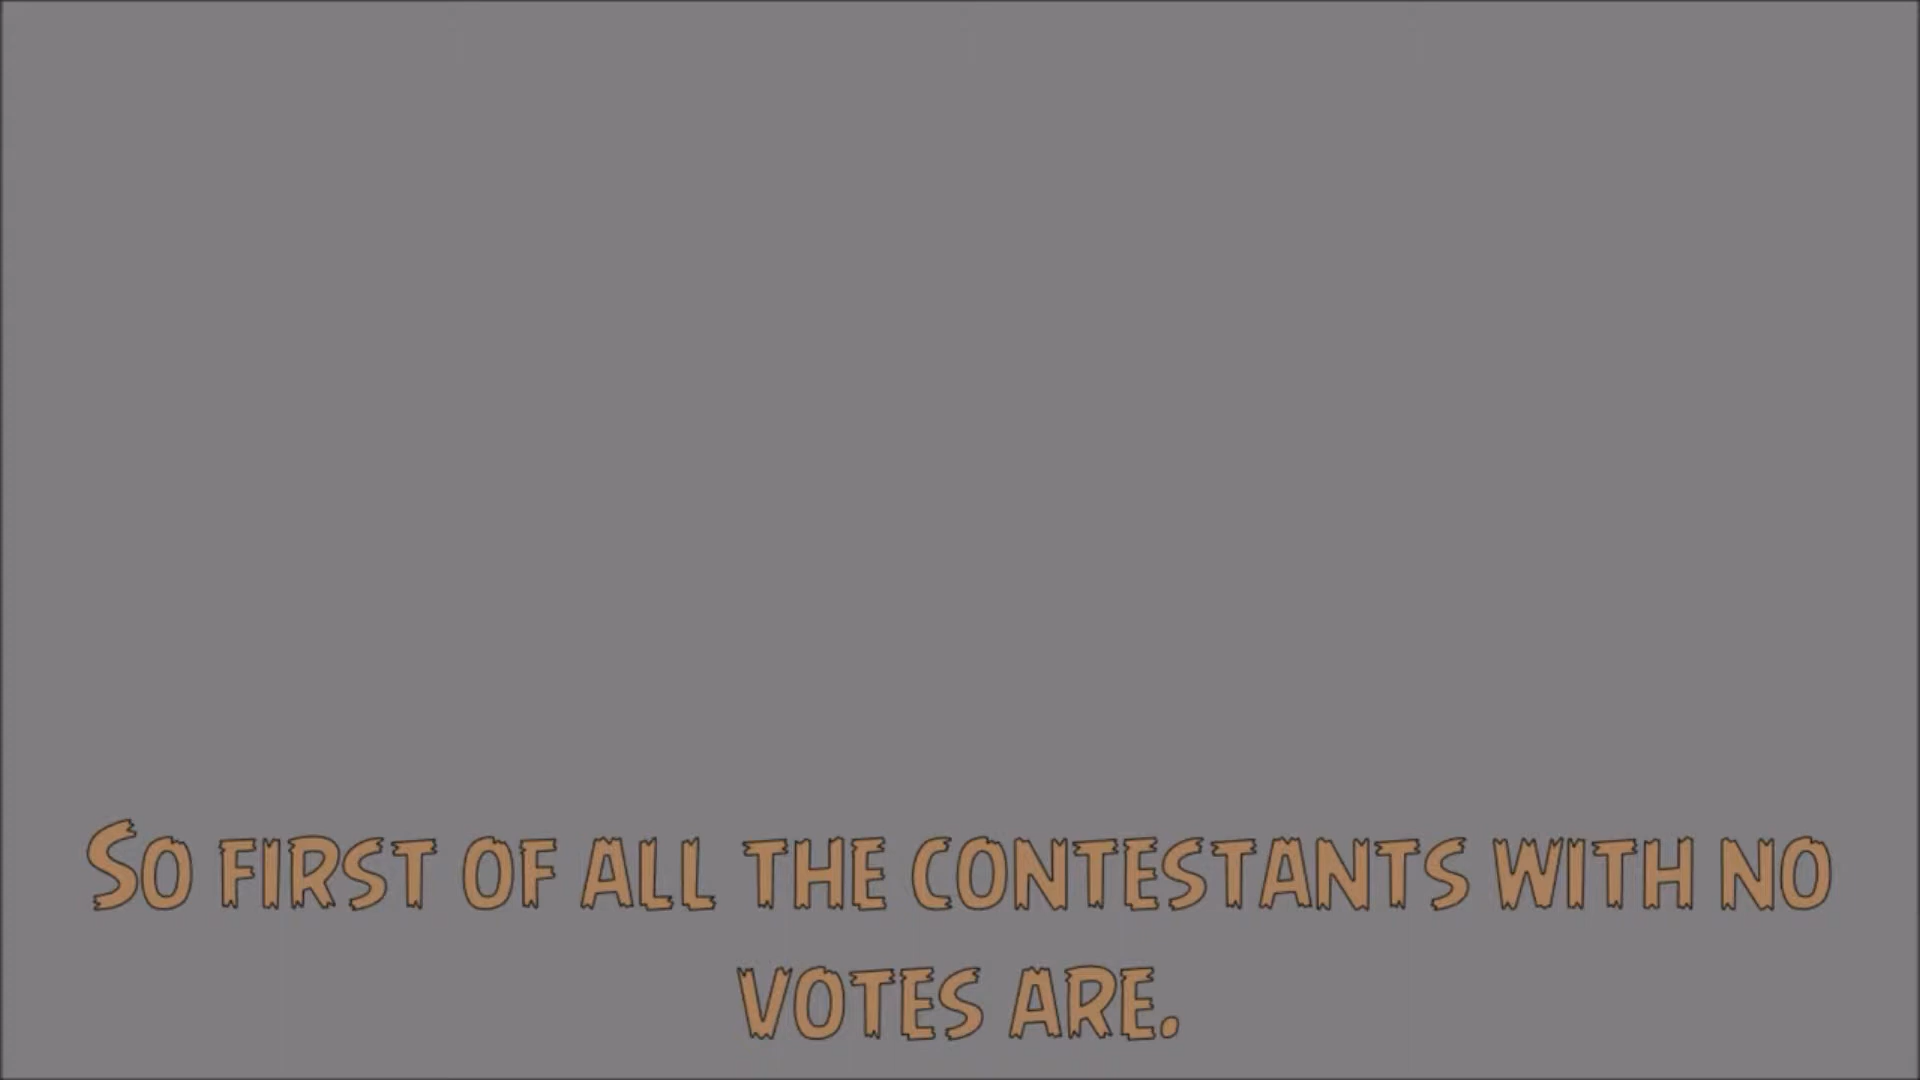 So first of all the contestants with no
votes are.